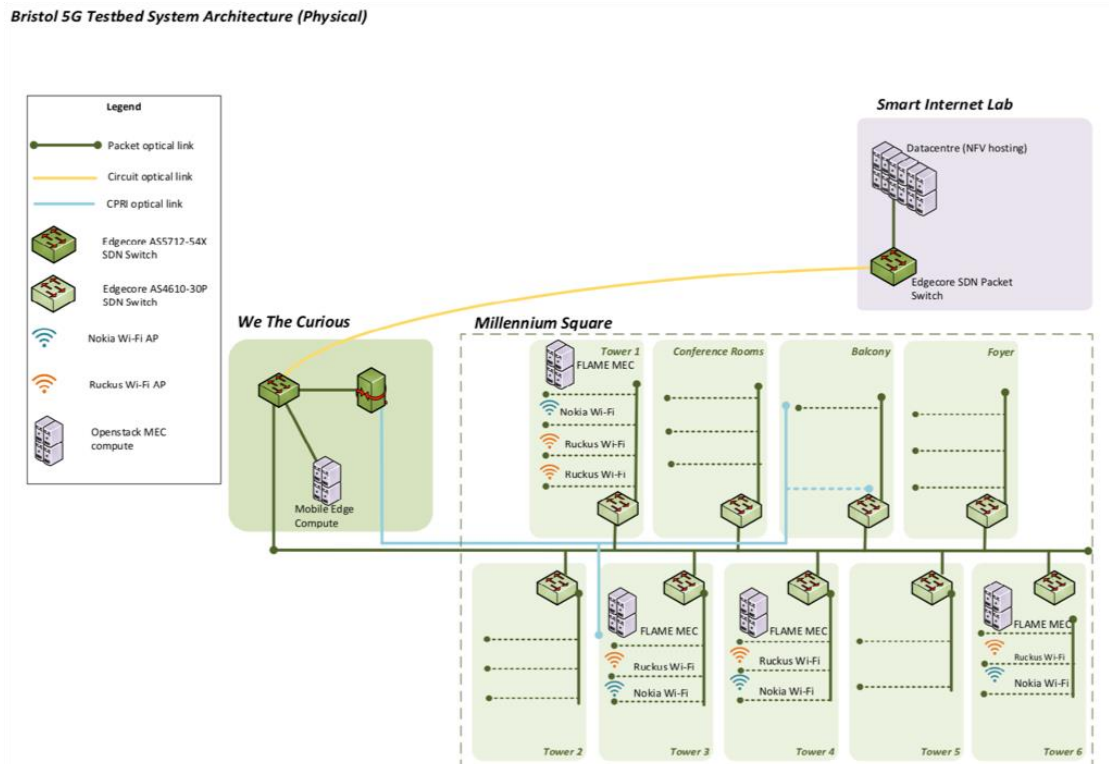 Bristol 5G Testbed System Architecture (Physical)
Legend
Packet optical link
Circuit optical link
CPRI optical link
Edgecore AS5712-54X
SDN Switch
Edgecore AS4610-30P
SDN Switch
Nokia Wi-Fi AP
Ruckus Wi-Fi AP
Openstack MEC
compute
Smart Internet Lab
Datacentre (NFV hosting)
Edgecore SDN Packet
Switch
We The Curious
Mobile Edge
Compute
Millennium Square
Tower 1
FLAME MEC
Nokia Wi-Fi
Ruckus Wi-Fi
Ruckus Wi-Fi
Conference Rooms
Balcony
Foyer
Tower 2
FLAME MEC
Ruckus Wi-Fi
Nokia Wi-Fi
Tower 3
FLAME MEC
Ruckus Wi-Fi
Nokia Wi-Fi
Tower 4
Tower 5
FLAME MEC
Ruckus Wi-Fi
Nokia Wi-Fi
Tower 6